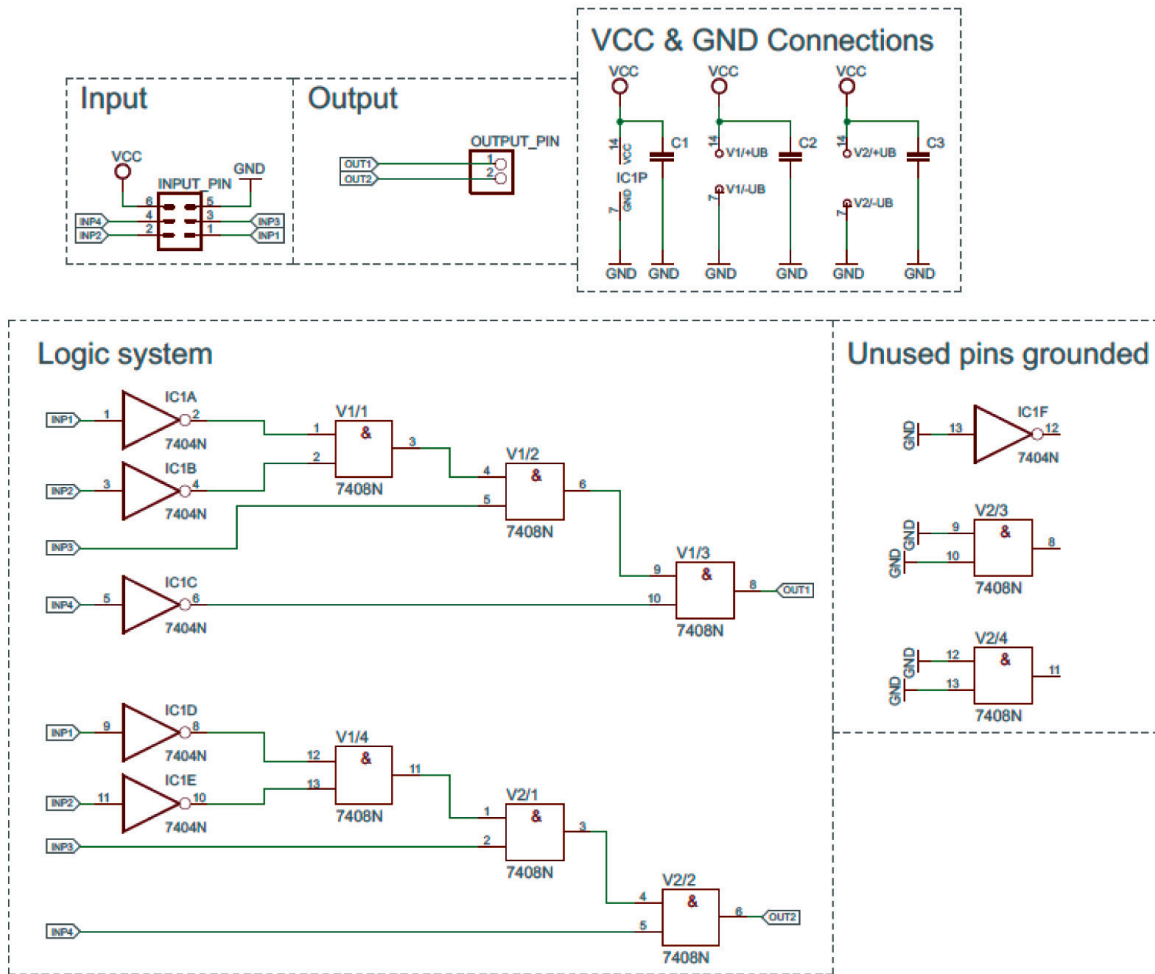 VCC & GND Connections
VCC
VCC
VCC
14
VCC
C1
IC1P
7
GND
GND
GND
14
V1/+UB
C2
V1/-UB
7
GND
GND
14
V2/+UB
C3
V2/-UB
7
GND
GND
Input
VCC
GND
INPUT_PIN
6
5
INP4
4
3
INP3
INP2
2
1
INP1
Output
OUTPUT_PIN
OUT1
1
OUT2
2
Logic system
INP1
1
IC1A
2
7404N
INP2
3
IC1B
4
7404N
INP3
INP4
5
IC1C
6
7404N
V1/1
1
&
3
2
7408N
V1/2
4
&
6
5
7408N
V1/3
9
&
8
OUT1
10
7408N
INP1
9
IC1D
8
7404N
INP2
11
IC1E
10
7404N
INP3
INP4
V1/4
12
&
11
13
7408N
V2/1
1
&
3
2
7408N
V2/2
4
&
6
OUT2
5
7408N
Unused pins grounded
IC1F
GND
13
12
7404N
V2/3
GND
9
&
8
GND
10
7408N
V2/4
GND
12
&
11
GND
13
7408N